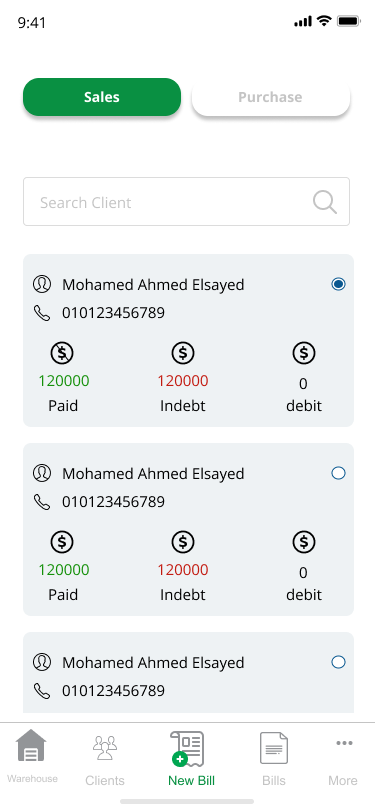 9:41
Sales Purchase
Search Client
Mohamed Ahmed Elsayed
010123456789
120000 120000 0
Paid Indebt debit
Mohamed Ahmed Elsayed
010123456789
120000 120000 0
Paid Indebt debit
Mohamed Ahmed Elsayed
010123456789
Warehouse Clients New Bill Bills More